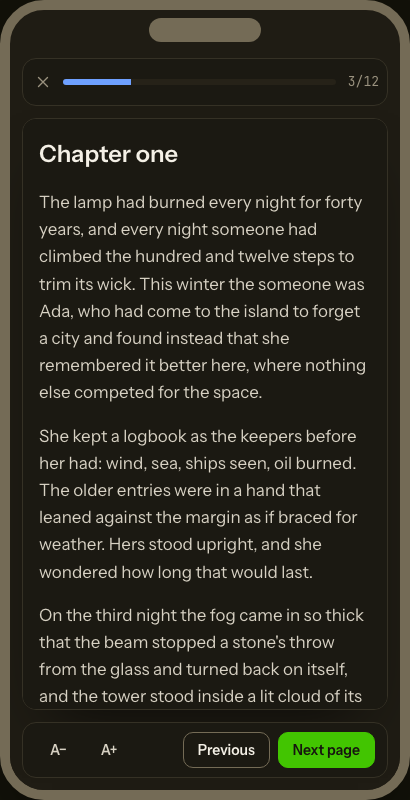 3/12
Chapter one
The lamp had burned every night for forty
years, and every night someone had
climbed the hundred and twelve steps to
trim its wick. This winter the someone was
Ada, who had come to the island to forget
a city and found instead that she
remembered it better here, where nothing
else competed for the space.
She kept a logbook as the keepers before
her had: wind, sea, ships seen, oil burned.
The older entries were in a hand that
leaned against the margin as if braced for
weather. Hers stood upright, and she
wondered how long that would last.
On the third night the fog came in so thick
that the beam stopped a stone's throw
from the glass and turned back on itself,
and the tower stood inside a lit cloud of its
A− A+ Previous Next page